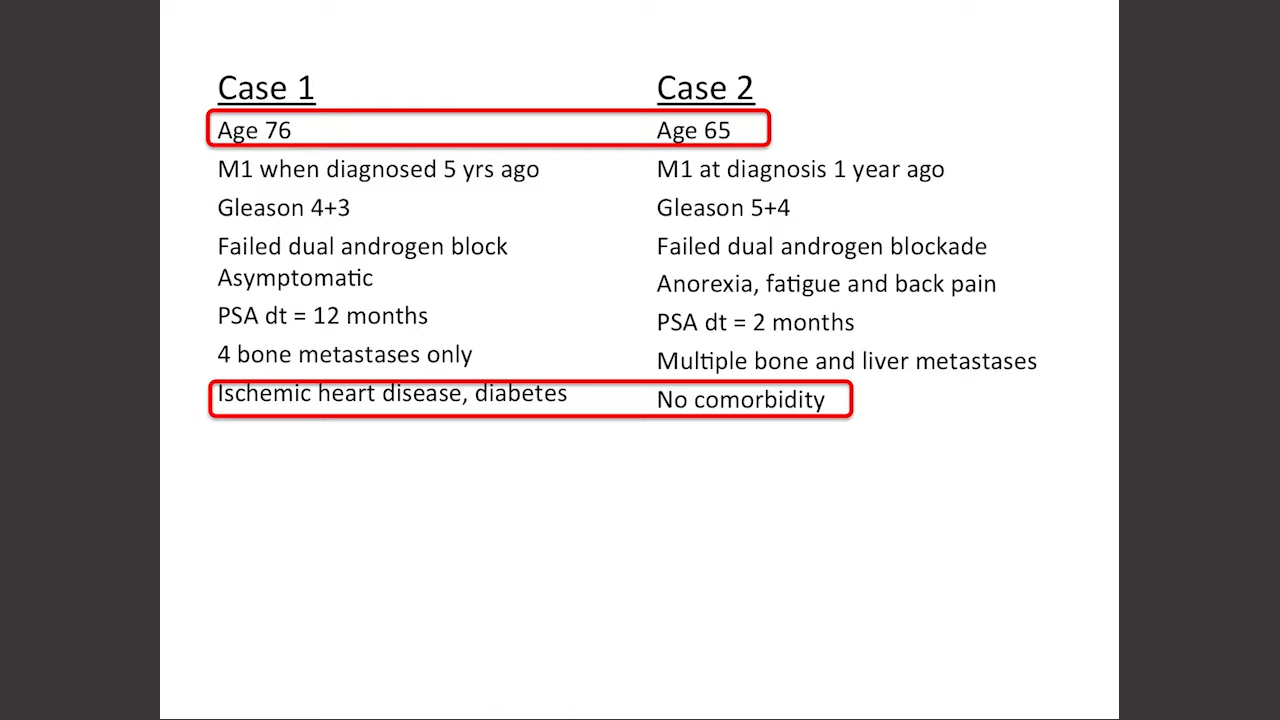 Case 1
Age 76
M1 when diagnosed 5 yrs ago
Gleason 4+3
Failed dual androgen block
Asymptomatic
PSA dt = 12 months
4 bone metastases only
Ischemic heart disease, diabetes
Case 2
Age 65
M1 at diagnosis 1 year ago
Gleason 5+4
Failed dual androgen blockade
Anorexia, fatigue and back pain
PSA dt = 2 months
Multiple bone and liver metastases
No comorbidity